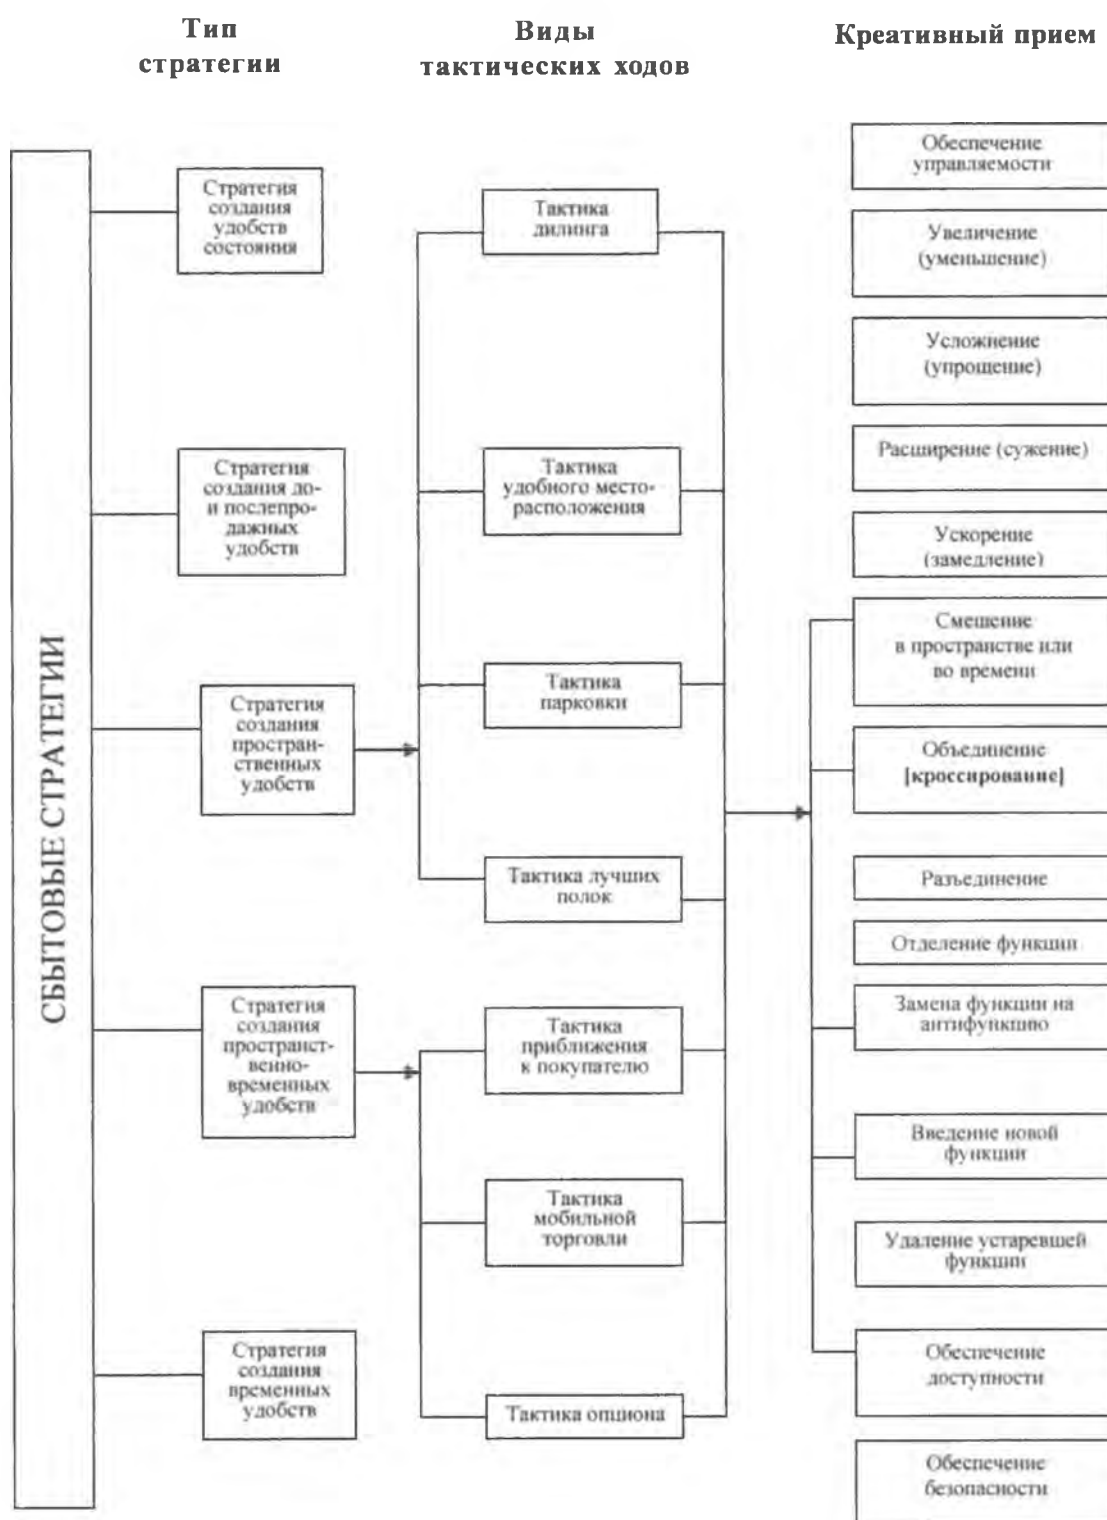 Тип
стратегии
Виды
тактических ходов
Креативный прием
СБЫТОВЫЕ СТРАТЕГИИ
Стратегия
создания
удобств
состояния
Стратегия
создания до-
и послепро-
дажных
удобств
Стратегия
создания
простран-
ственных
удобств
Стратегия
создания
пространст-
венно-
временных
удобств
Стратегия
создания
временных
удобств
Тактика
дилинга
Тактика
удобного место-
расположения
Тактика
парковки
Тактика лучших
полок
Тактика
приближения
к покупателю
Тактика
мобильной
торговли
Тактика опциона
Обеспечение
управляемости
Увеличение
(уменьшение)
Усложнение
(упрощение)
Расширение (сужение)
Ускорение
(замедление)
Смещение
в пространстве или
во времени
Объединение
[кроссирование]
Разъединение
Отделение функции
Замена функции на
антифункцию
Введение новой
функции
Удаление устаревшей
функции
Обеспечение
доступности
Обеспечение
безопасности